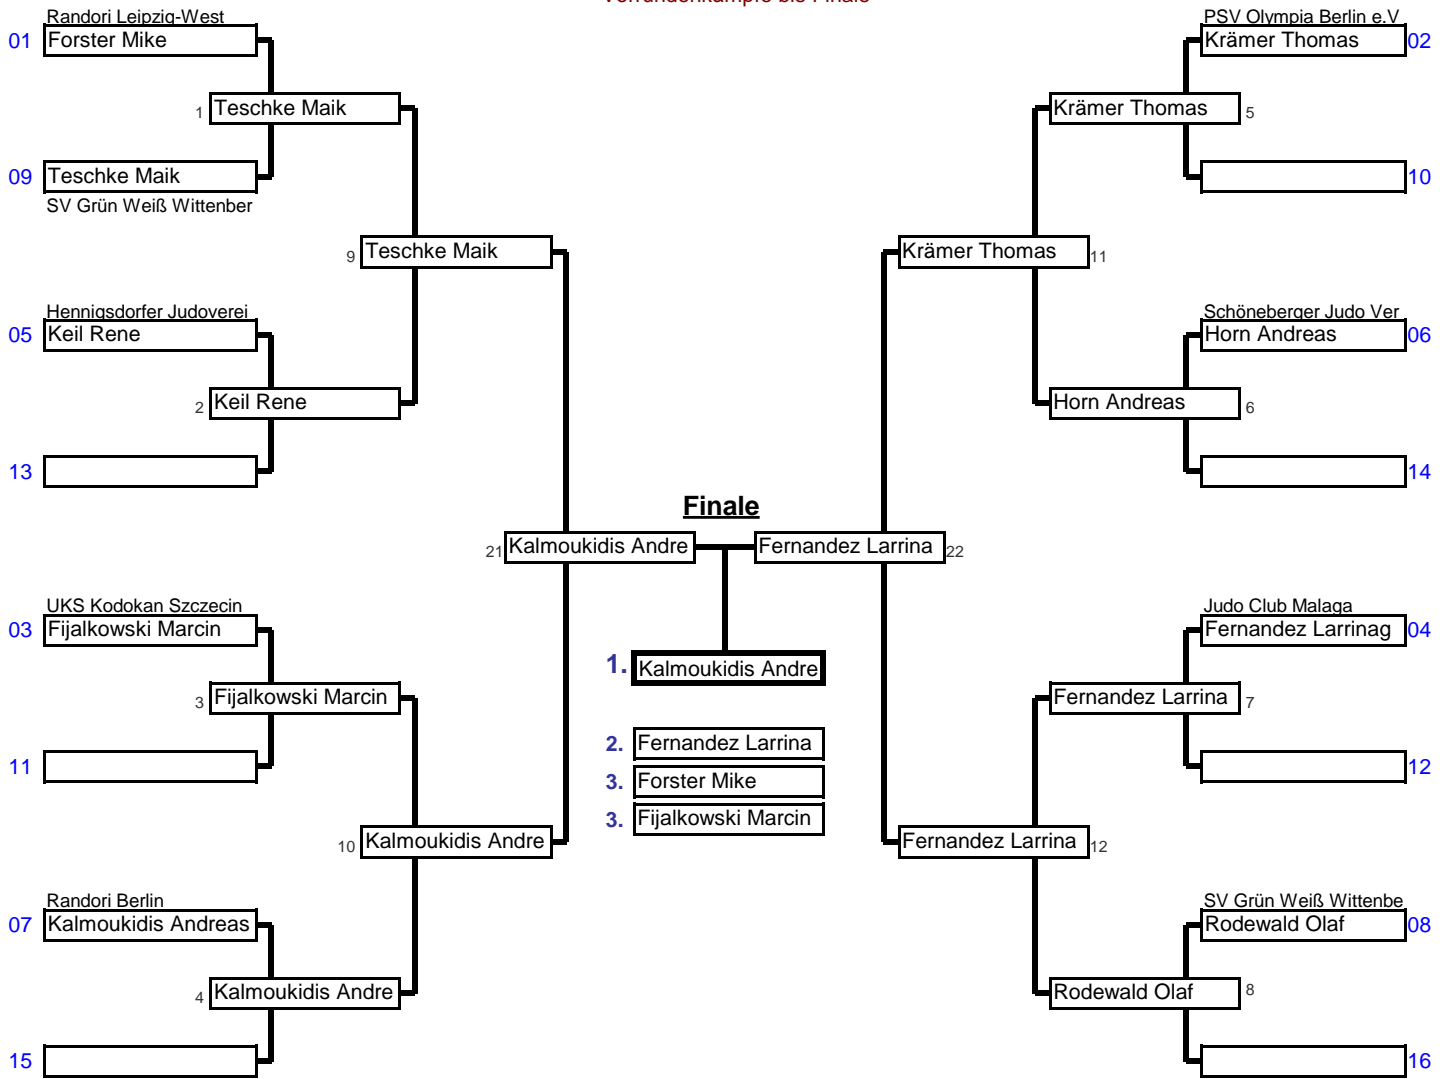 Vorrundenkämpfe bis Finale
Randori Leipzig-West
01 Forster Mike
1 Teschke Maik
09 Teschke Maik
SV Grün Weiß Wittenber
9 Teschke Maik
Hennigsdorfer Judoverei
05 Keil Rene
2 Keil Rene
13
21 Kalmoukidis Andre
UKS Kodokan Szczecin
03 Fijalkowski Marcin
3 Fijalkowski Marcin
11
10 Kalmoukidis Andre
Randori Berlin
07 Kalmoukidis Andreas
4 Kalmoukidis Andre
15
Finale
1. Kalmoukidis Andre
2. Fernandez Larrina
3. Forster Mike
3. Fijalkowski Marcin
PSV Olympia Berlin e.V
Krämer Thomas 02
Krämer Thomas 5
10
Krämer Thomas 11
Schöneberger Judo Ver
Horn Andreas 06
Horn Andreas 6
14
Fernandez Larrina 22
Judo Club Malaga
Fernandez Larrinag 04
Fernandez Larrina 7
12
Fernandez Larrina 12
SV Grün Weiß Wittenbe
Rodewald Olaf 08
Rodewald Olaf 8
16